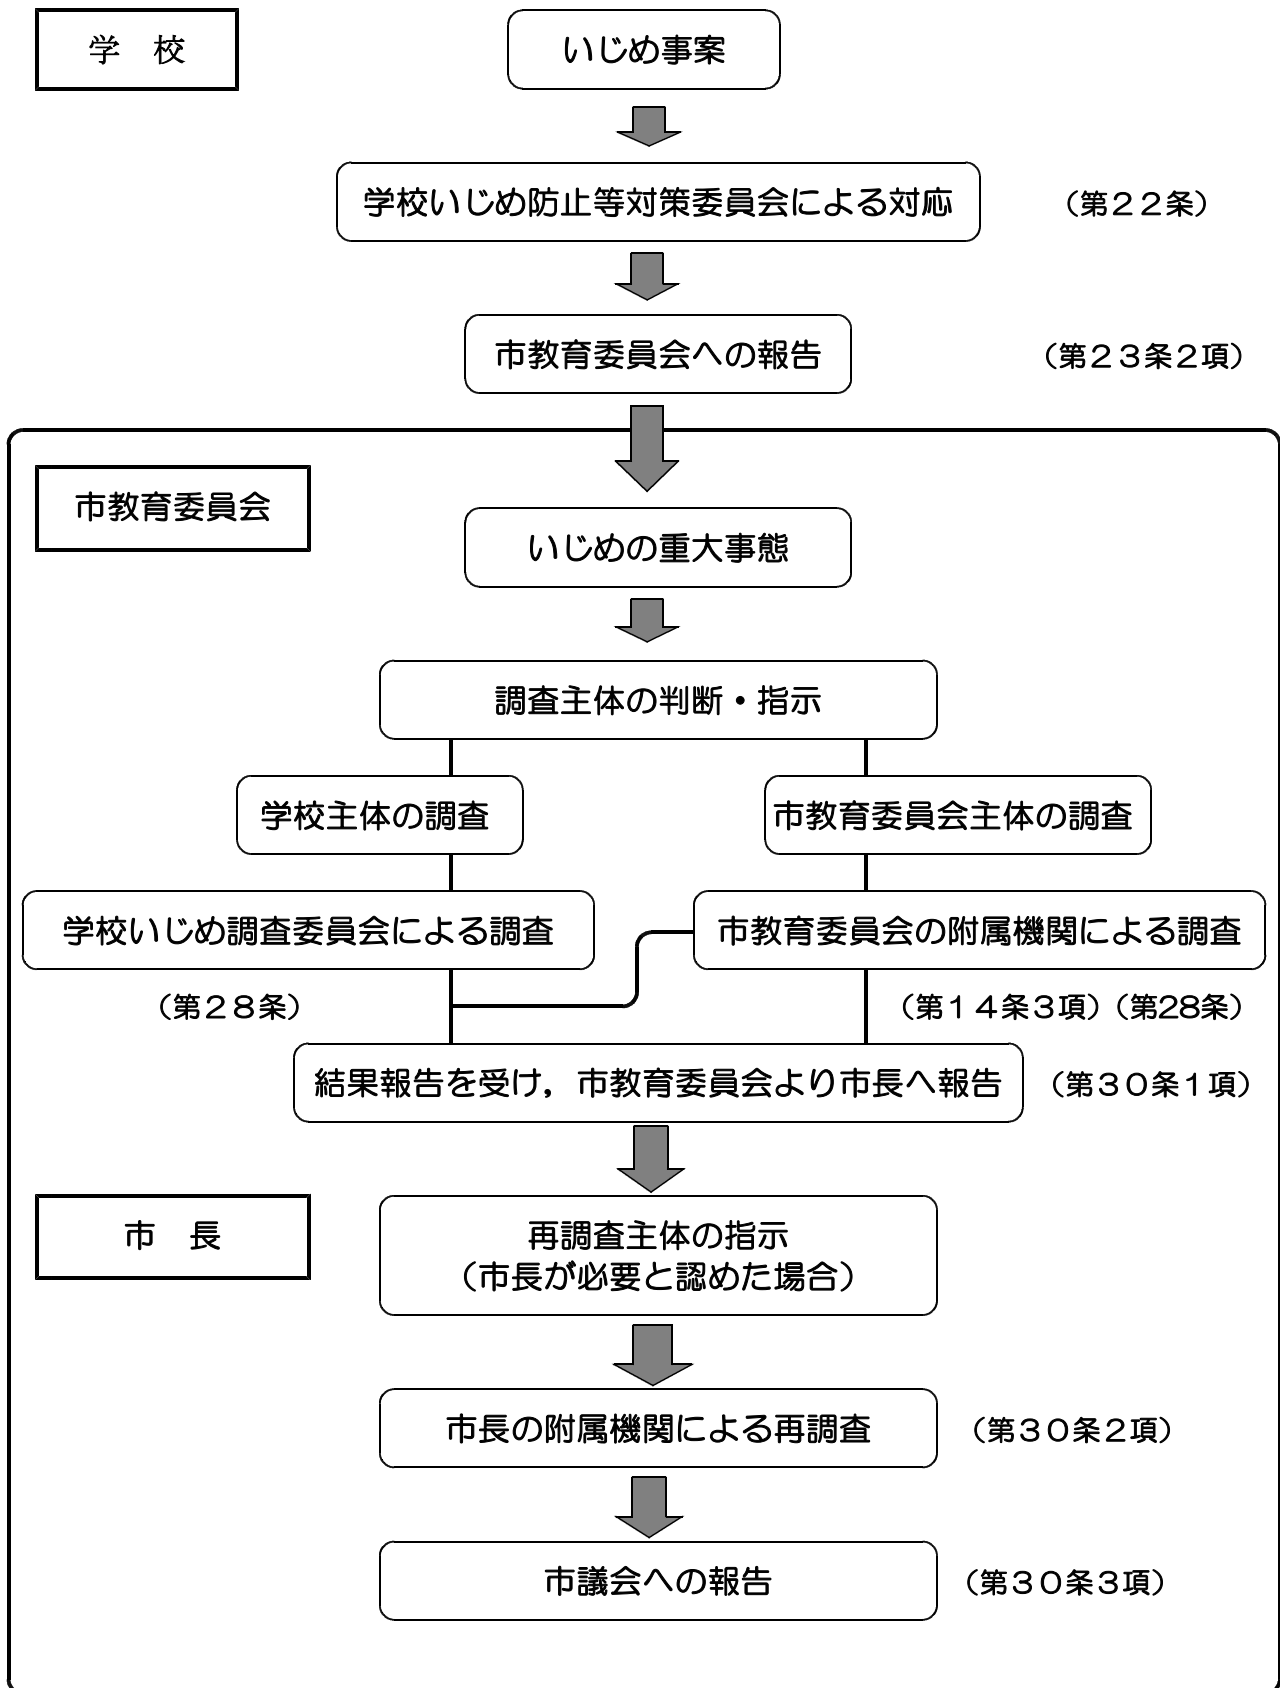 学　校
いじめ事案
学校いじめ防止等対策委員会による対応
（第２２条）
市教育委員会への報告
（第２３条２項）
市教育委員会
いじめの重大事態
調査主体の判断・指示
学校主体の調査
市教育委員会主体の調査
学校いじめ調査委員会による調査
市教育委員会の附属機関による調査
（第２８条）
（第１４条３項）（第28条）
結果報告を受け，市教育委員会より市長へ報告
（第３０条１項）
市　長
再調査主体の指示
（市長が必要と認めた場合）
市長の附属機関による再調査
（第３０条２項）
市議会への報告
（第３０条３項）